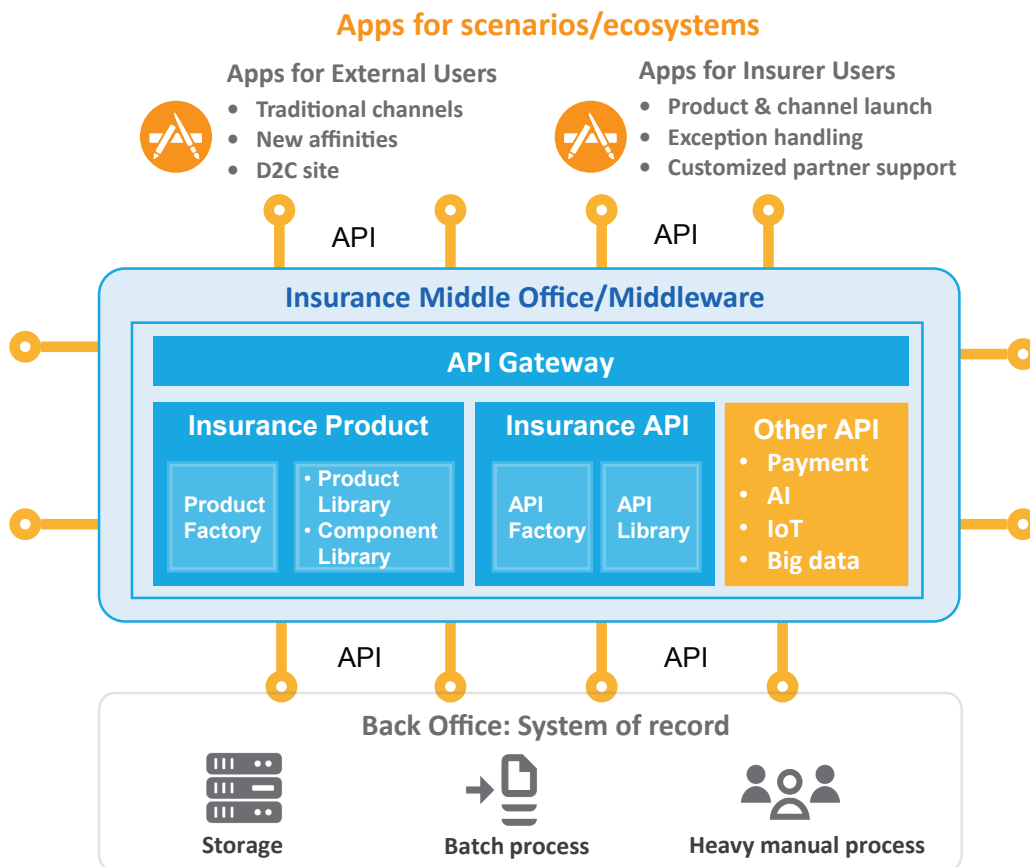 Apps for scenarios/ecosystems
Apps for External Users
• Traditional channels
• New affinities
• D2C site
Apps for Insurer Users
• Product & channel launch
• Exception handling
• Customized partner support
API
API
Insurance Middle Office/Middleware
API Gateway
Insurance Product
Product
Factory
• Product
Library
• Component
Library
Insurance API
API
Factory
API
Library
Other API
• Payment
• AI
• IoT
• Big data
API
API
Back Office: System of record
Storage
Batch process
Heavy manual process